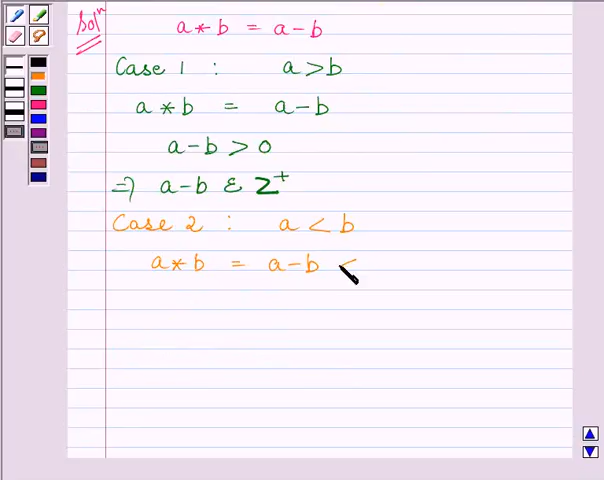 Solⁿ
a * b = a - b
Case 1 : a > b
a * b = a - b
a - b > 0
⇒ a - b ε Z⁺
Case 2 : a < b
a * b = a - b <